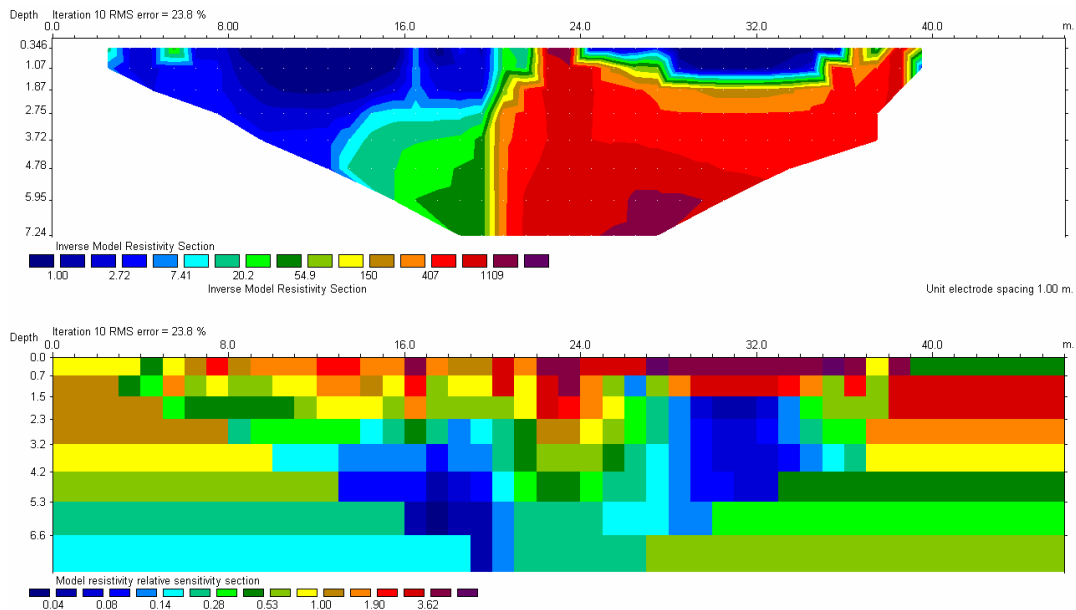 Depth Iteration 10 RMS error = 23.8 %
0.0 8.00 16.0 24.0 32.0 40.0 m.
0.346
1.07
1.87
2.75
3.72
4.78
5.95
7.24
Inverse Model Resistivity Section
1.00 2.72 7.41 20.2 54.9 150 407 1109
Inverse Model Resistivity Section Unit electrode spacing 1.00 m.
Depth Iteration 10 RMS error = 23.8 %
0.0 8.0 16.0 24.0 32.0 40.0 m.
0.0
0.7
1.5
2.3
3.2
4.2
5.3
6.6
Model resistivity relative sensitivity section
0.04 0.08 0.14 0.28 0.53 1.00 1.90 3.62